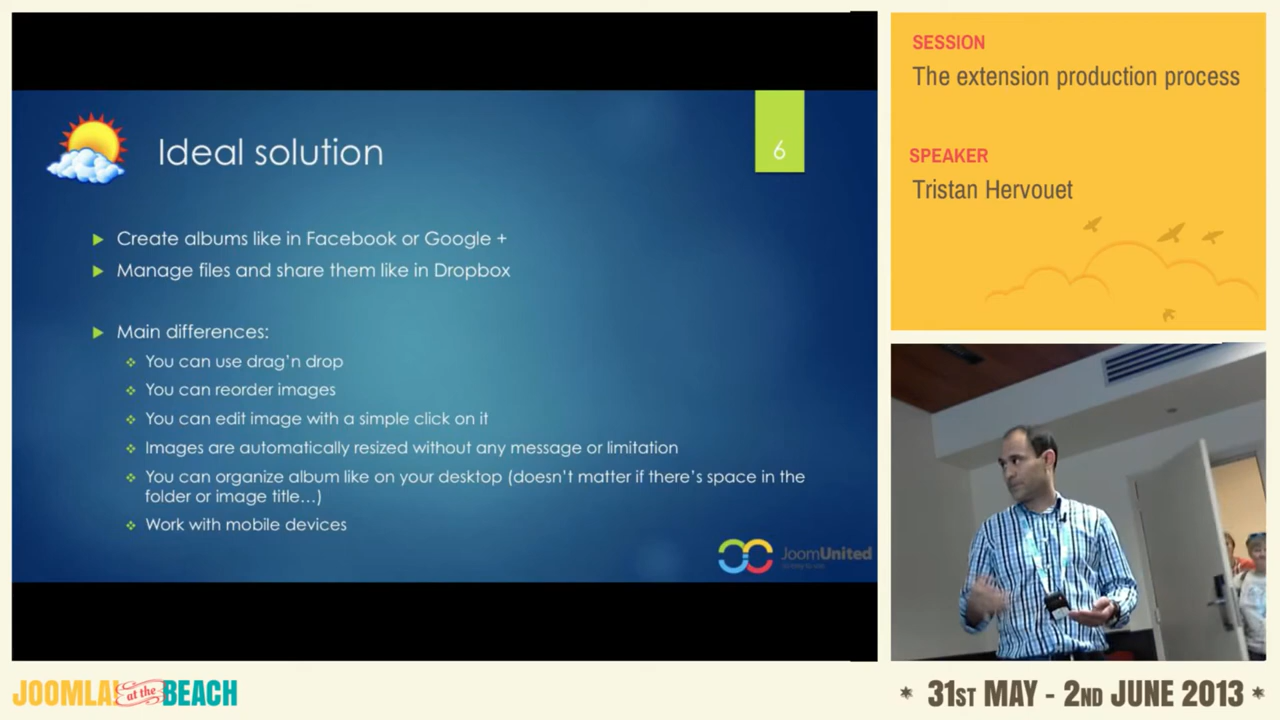 SESSION
The extension production process
SPEAKER
Tristan Hervouet
Ideal solution
6
Create albums like in Facebook or Google +
Manage files and share them like in Dropbox
Main differences:
You can use drag'n drop
You can reorder images
You can edit image with a simple click on it
Images are automatically resized without any message or limitation
You can organize album like on your desktop (doesn't matter if there's space in the
folder or image title…)
Work with mobile devices
JoomUnited
JOOMLA! at the BEACH
* 31ST MAY - 2ND JUNE 2013 *